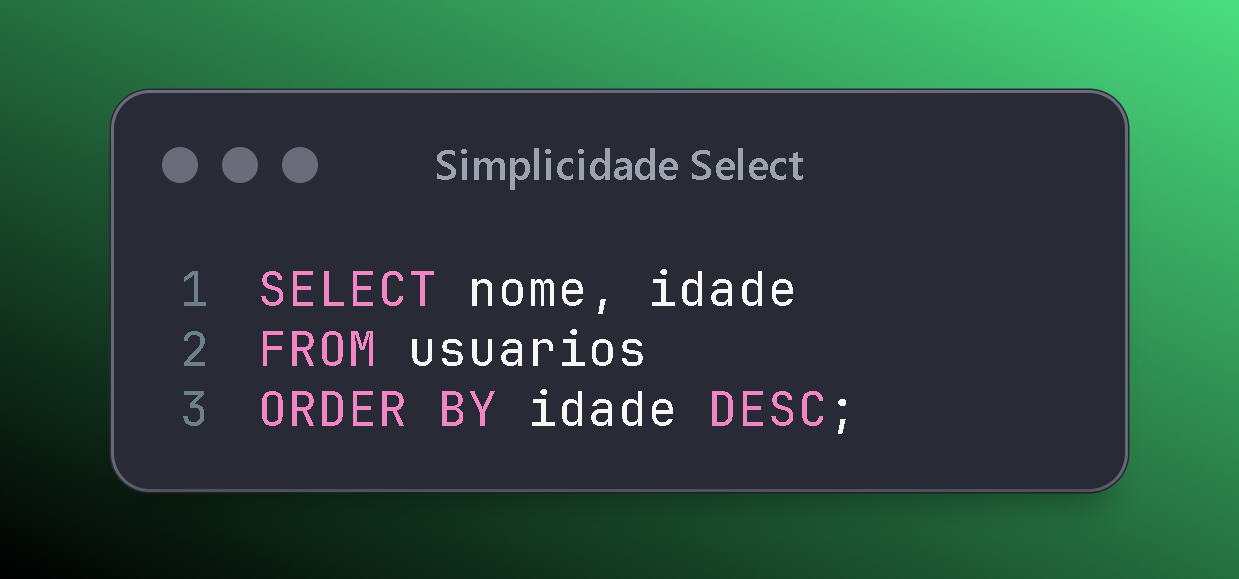 Simplicidade Select
1 SELECT nome, idade
2 FROM usuarios
3 ORDER BY idade DESC;